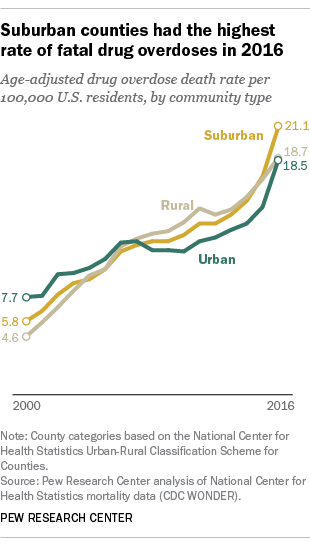 Suburban counties had the highest
rate of fatal drug overdoses in 2016
Age-adjusted drug overdose death rate per
100,000 U.S. residents, by community type
Suburban
21.1
18.7
18.5
Rural
Urban
7.7
5.8
4.6
2000
2016
Note: County categories based on the National Center for
Health Statistics Urban-Rural Classification Scheme for
Counties.
Source: Pew Research Center analysis of National Center for
Health Statistics mortality data (CDC WONDER).
PEW RESEARCH CENTER